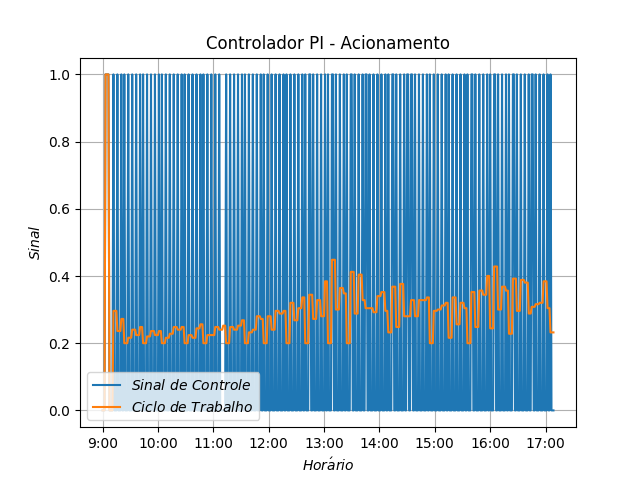 Controlador PI - Acionamento
1.0
0.8
0.6
0.4
0.2
0.0
Sinal
Sinal de Controle
Ciclo de Trabalho
9:00 10:00 11:00 12:00 13:00 14:00 15:00 16:00 17:00
Horário